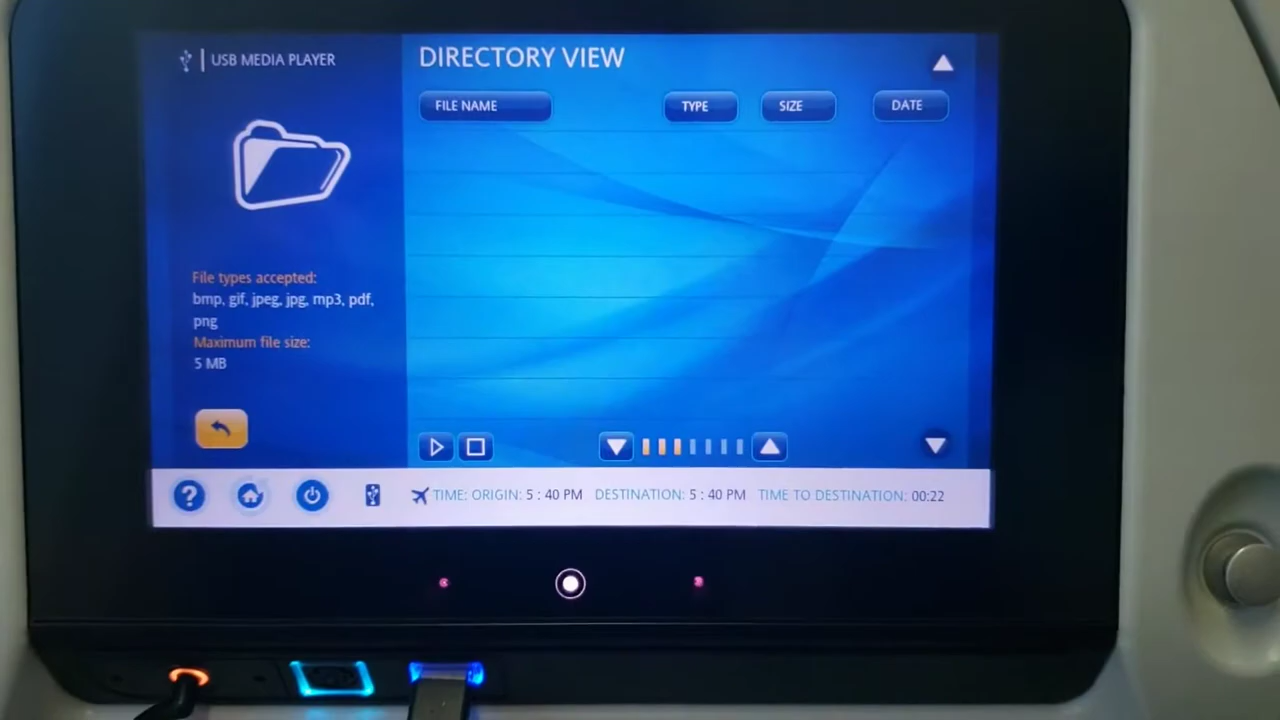 USB MEDIA PLAYER
DIRECTORY VIEW
FILE NAME
TYPE
SIZE
DATE
File types accepted:
bmp, gif, jpeg, jpg, mp3, pdf,
png
Maximum file size:
5 MB
?
TIME: ORIGIN: 5 : 40 PM DESTINATION: 5 : 40 PM TIME TO DESTINATION: 00:22